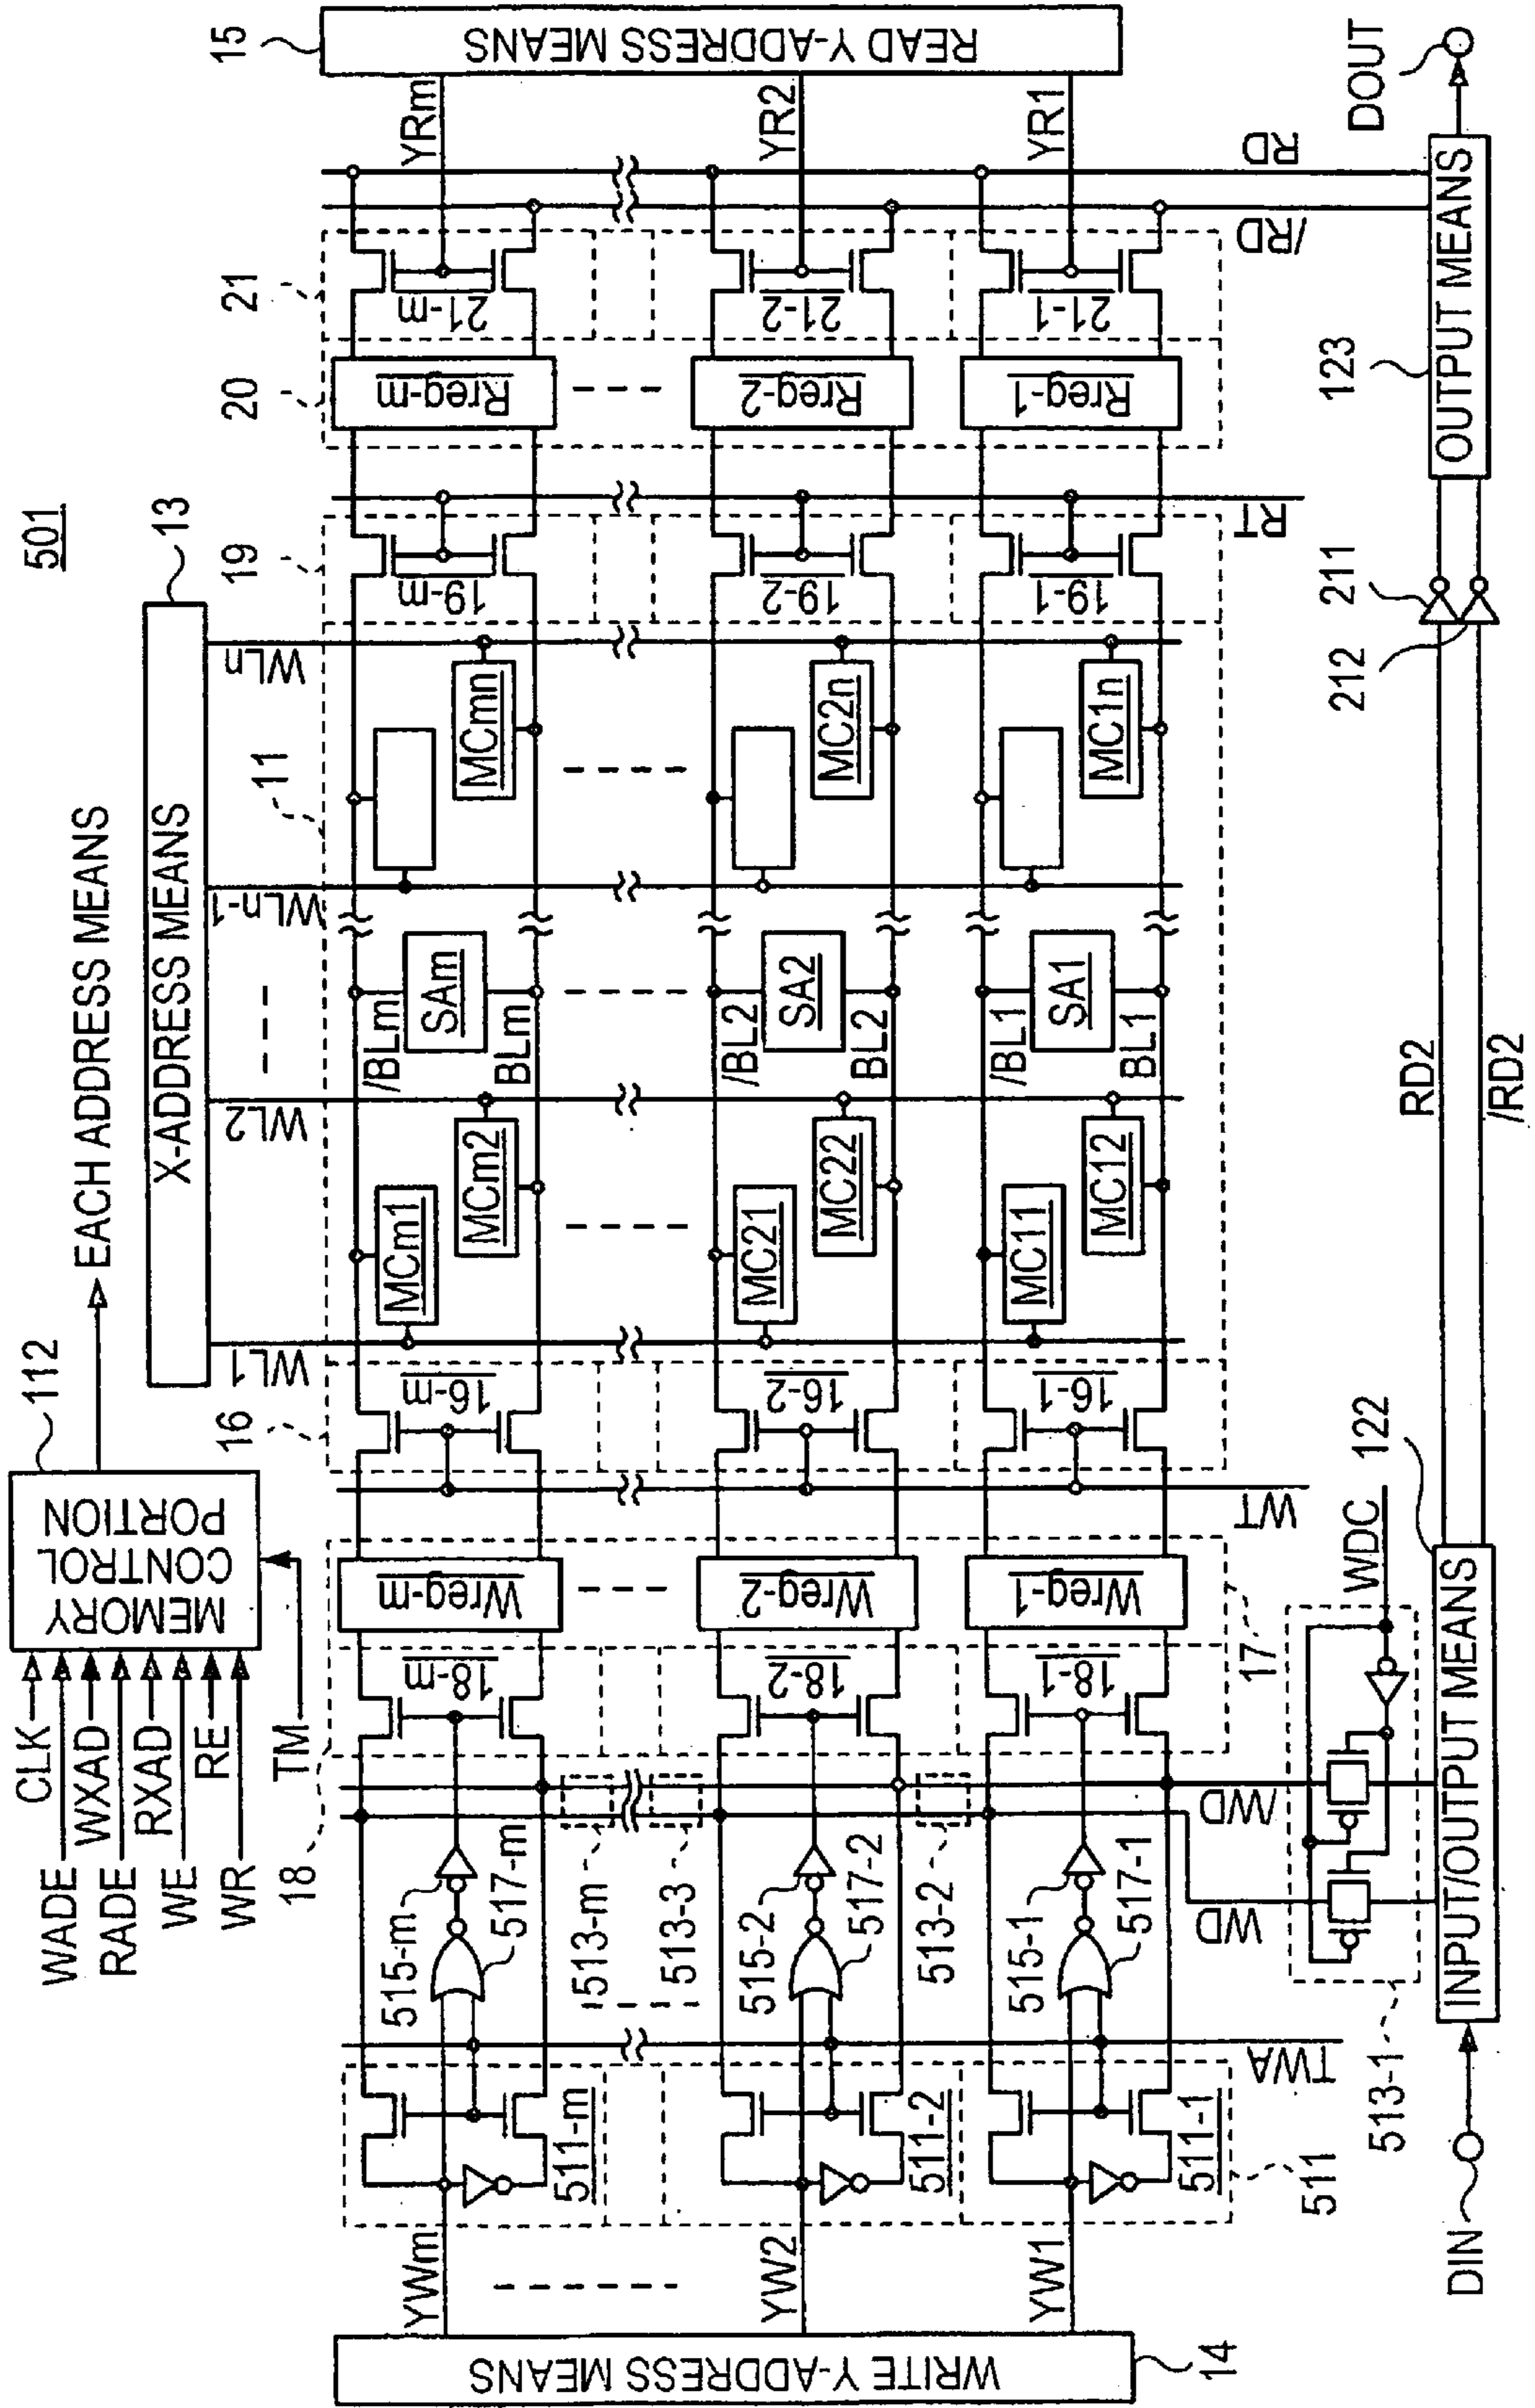 501
CLK
WADE
WXAD
RADE
RXAD
WE
RE
WR
TM
MEMORY
CONTROL
PORTION
112
EACH ADDRESS MEANS
X-ADDRESS MEANS
13
WL1
WL2
WLn-1
WLn
WRITE Y-ADDRESS MEANS
14
YWm
YW2
YW1
511-m
511-2
511-1
511
TWA
515-m
517-m
515-2
517-2
515-1
517-1
513-m
513-3
513-2
513-1
WD
/WD
WDC
18
18-m
18-2
18-1
17
Wreg-m
Wreg-2
Wreg-1
WT
16
16-m
16-2
16-1
11
MCm1
MCm2
MCmn
MC21
MC22
MC2n
MC11
MC12
MC1n
SAm
SA2
SA1
/BLm
BLm
/BL2
BL2
/BL1
BL1
19
19-m
19-2
19-1
RT
20
Rreg-m
Rreg-2
Rreg-1
21
21-m
21-2
21-1
/RD
RD
YRm
YR2
YR1
READ Y-ADDRESS MEANS
15
DIN
INPUT/OUTPUT MEANS
122
RD2
/RD2
211
212
OUTPUT MEANS
123
DOUT